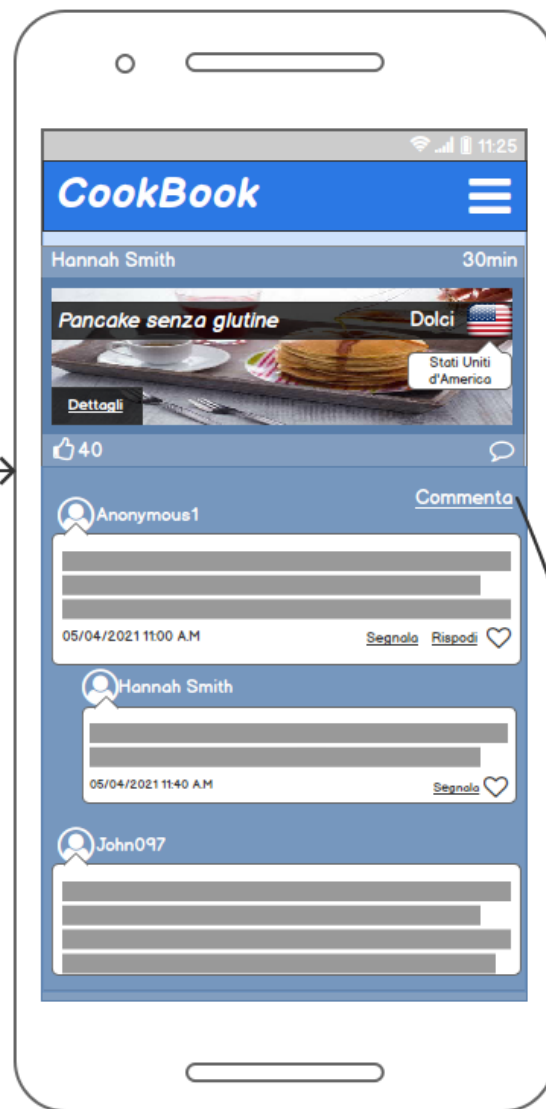 11:25
CookBook
Hannah Smith 30min
Pancake senza glutine Dolci
Stati Uniti
d'America
Dettagli
40
Commenta
Anonymous1
05/04/2021 11:00 A.M Segnala Rispodi
Hannah Smith
05/04/2021 11:40 A.M Segnala
John097